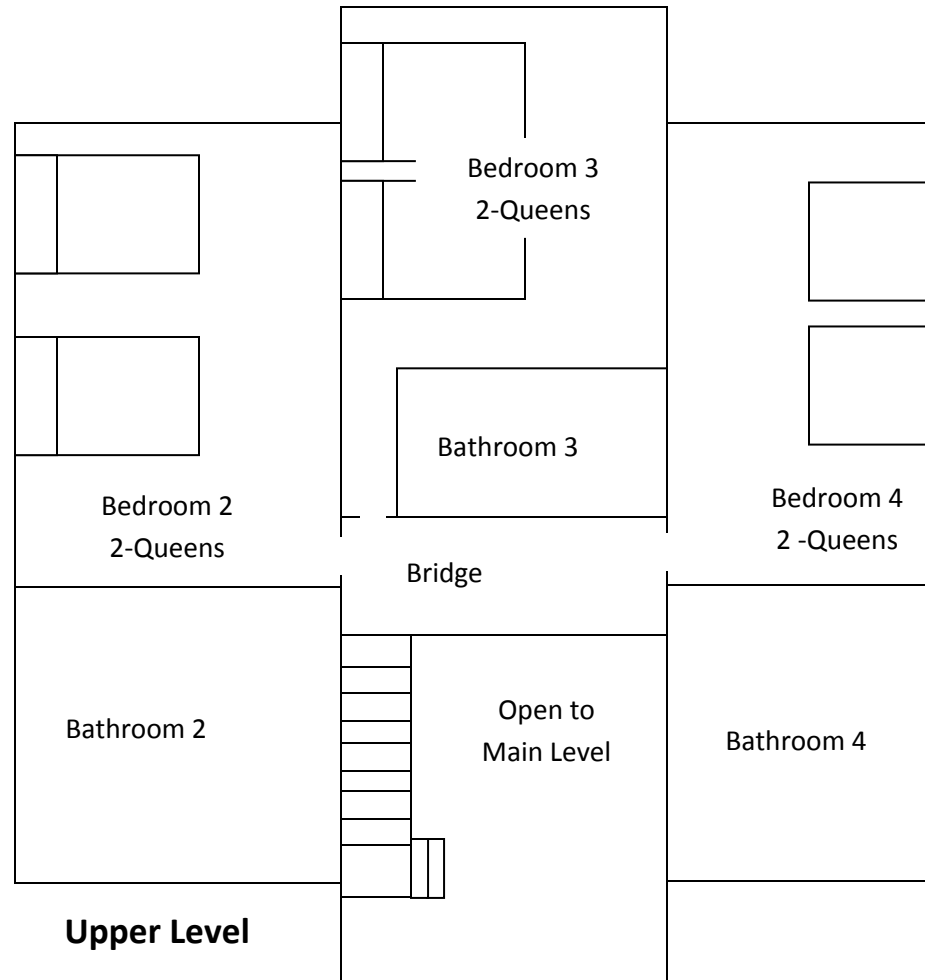 Bedroom 3
2-Queens
Bathroom 3
Bedroom 2
2-Queens
Bedroom 4
2 -Queens
Bridge
Bathroom 2
Open to
Main Level
Bathroom 4
Upper Level